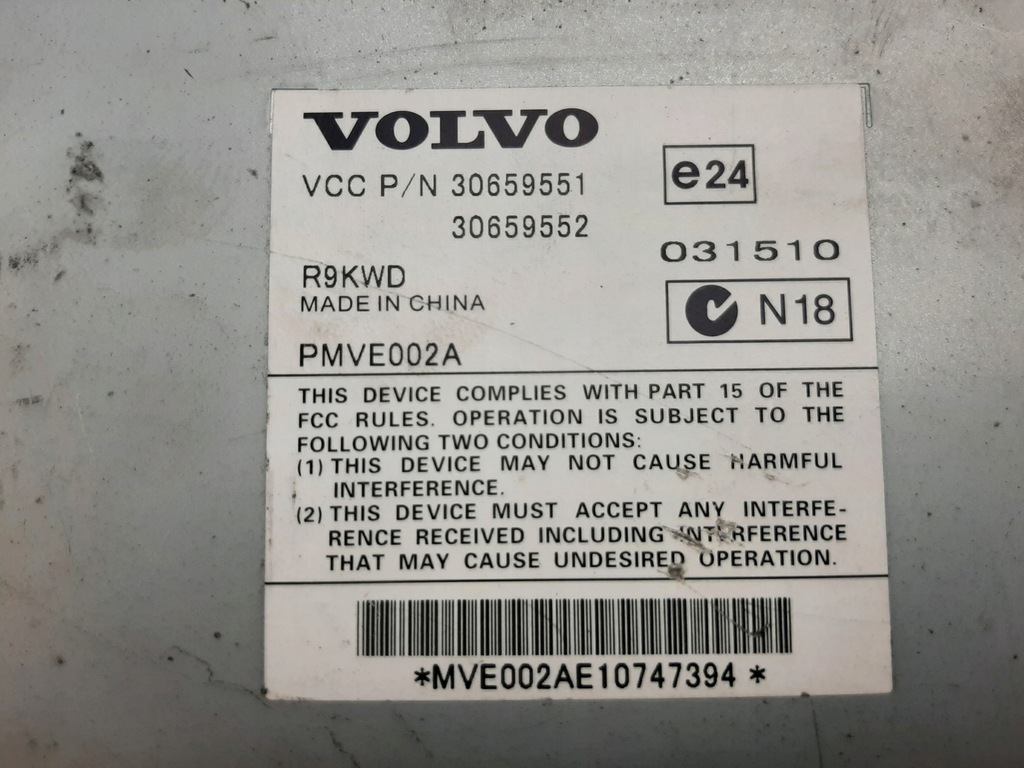 VOLVO
VCC P/N 30659551
30659552
e24
031510
N18
R9KWD
MADE IN CHINA
PMVE002A
THIS DEVICE COMPLIES WITH PART 15 OF THE
FCC RULES. OPERATION IS SUBJECT TO THE
FOLLOWING TWO CONDITIONS:
(1) THIS DEVICE MAY NOT CAUSE HARMFUL
INTERFERENCE.
(2) THIS DEVICE MUST ACCEPT ANY INTERFE-
RENCE RECEIVED INCLUDING INTERFERENCE
THAT MAY CAUSE UNDESIRED OPERATION.
*MVE002AE10747394 *